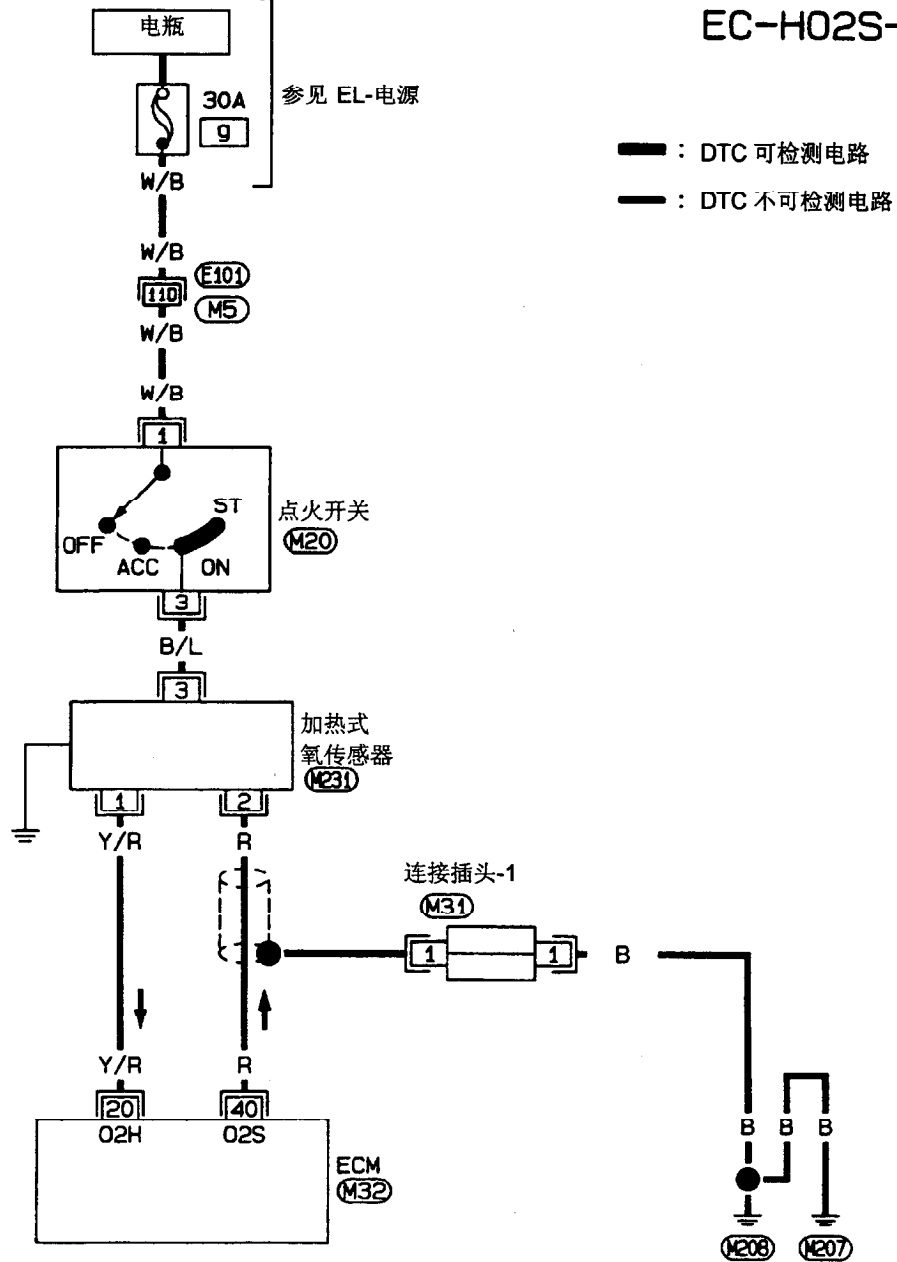 EC-HO2S-
电瓶
30A
g
参见 EL-电源
: DTC 可检测电路
: DTC 不可检测电路
W/B
W/B
E101
11D
M5
W/B
W/B
1
ST
OFF
ACC
ON
点火开关
M20
3
B/L
3
加热式
氧传感器
M231
1
2
Y/R
R
连接插头-1
M31
1
1
B
Y/R
R
20
40
O2H
O2S
ECM
M32
B
B
B
M208
M207